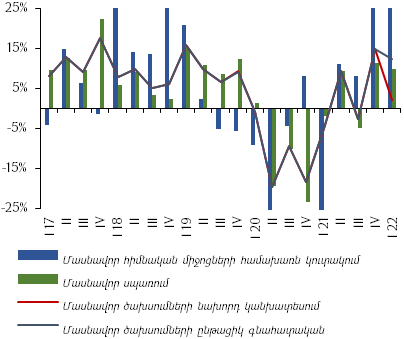 25%
15%
5%
-5%
-15%
-25%
I 17 II III IV I 18 II III IV I 19 II III IV I 20 II III IV I 21 II III IV I 22
Մասնավոր հիմնական միջոցների համախառն կուտակում
Մասնավոր սպառում
Մասնավոր ծախսումների նախորդ կանխատեսում
Մասնավոր ծախսումների ընթացիկ գնահատական